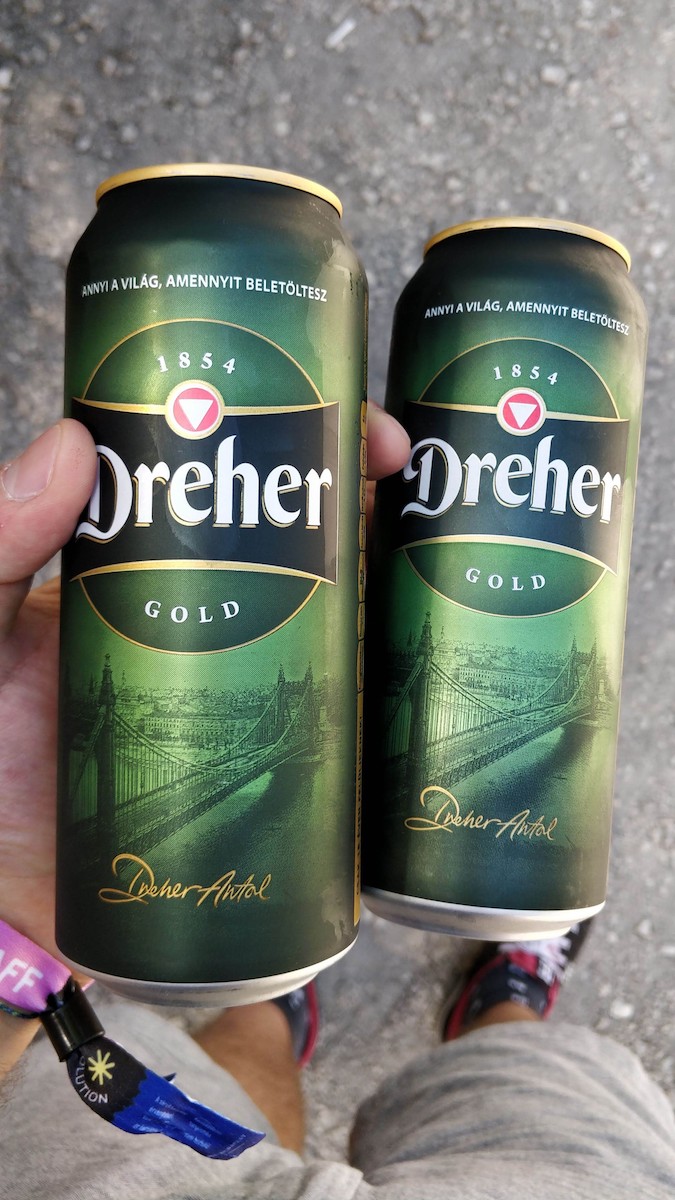 ANNYI A VILÁG, AMENNYIT BELETÖLTESZ
1854
Dreher
GOLD
Dreher Antal
ANNYI A VILÁG, AMENNYIT BELETÖLTESZ
1854
Dreher
GOLD
Dreher Antal